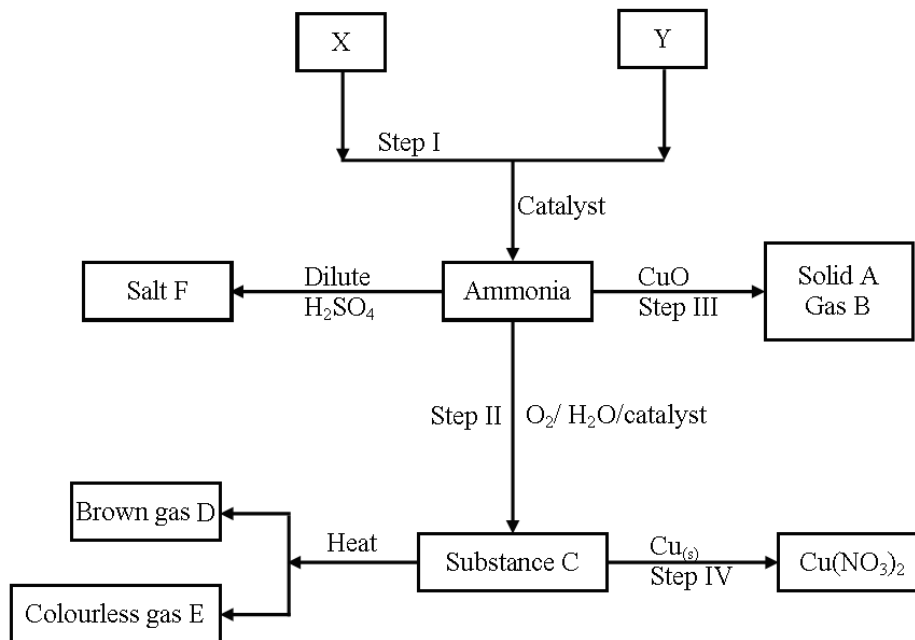 X
Y
Step I
Catalyst
Dilute
H₂SO₄
Salt F
Ammonia
CuO
Step III
Solid A
Gas B
Step II
O₂/ H₂O/catalyst
Brown gas D
Heat
Substance C
Cu₍ₛ₎
Step IV
Cu(NO₃)₂
Colourless gas E